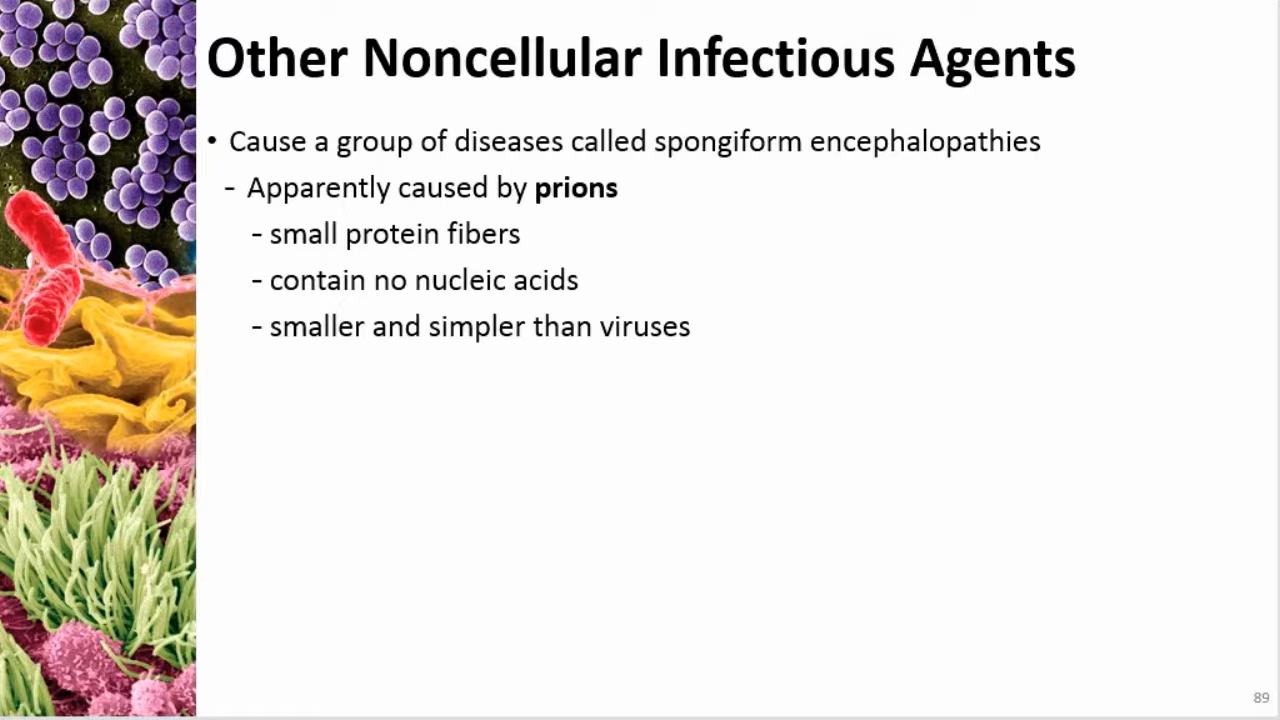 Other Noncellular Infectious Agents
• Cause a group of diseases called spongiform encephalopathies
- Apparently caused by prions
- small protein fibers
- contain no nucleic acids
- smaller and simpler than viruses
89